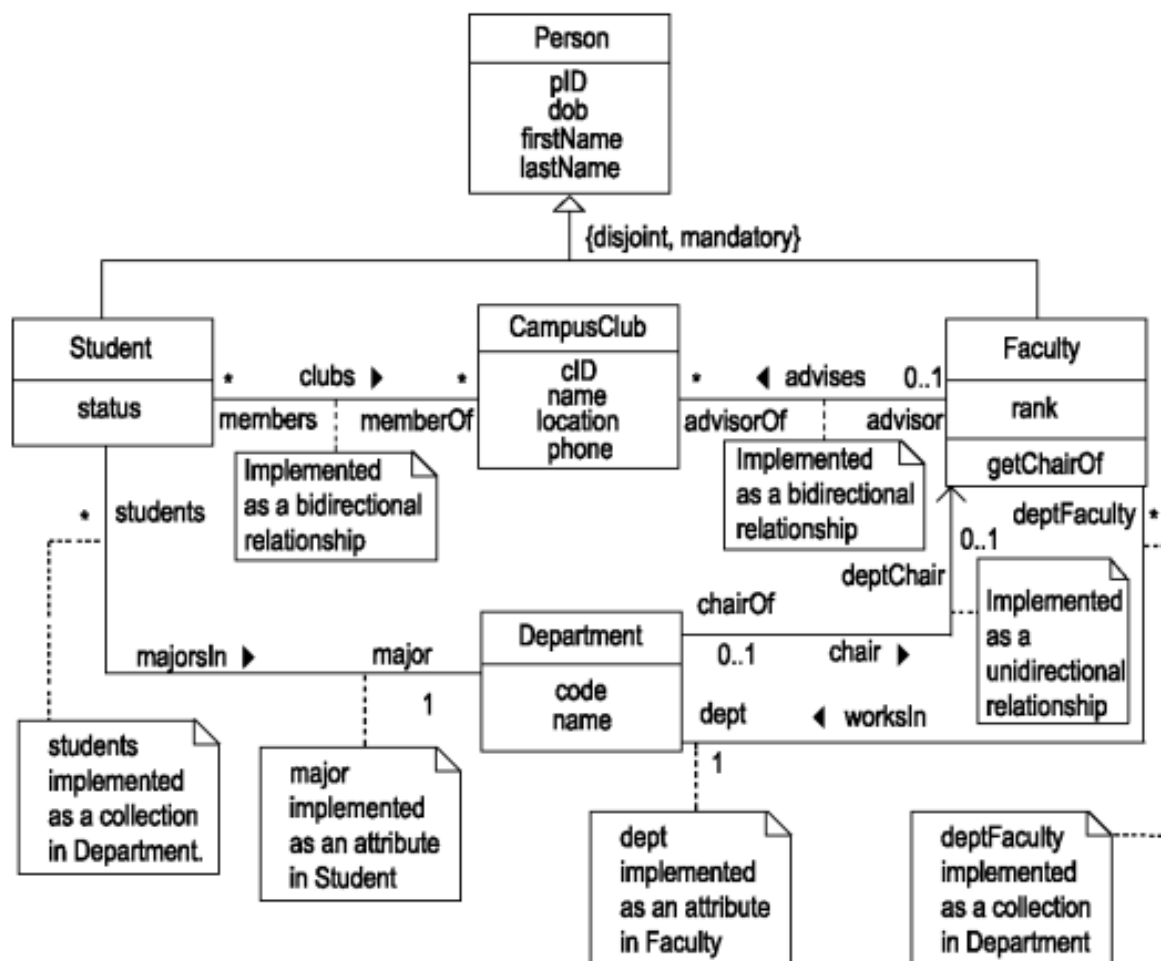 Person
pID
dob
firstName
lastName
{disjoint, mandatory}
Student
status
CampusClub
cID
name
location
phone
Faculty
rank
getChairOf
* clubs ▶ *
members memberOf
* ◀ advises 0..1
advisorOf advisor
Implemented
as a bidirectional
relationship
Implemented
as a bidirectional
relationship
* students
deptFaculty *
0..1
deptChair
chairOf
0..1 chair ▶
Implemented
as a
unidirectional
relationship
Department
code
name
majorsIn ▶ major
1
dept ◀ worksIn
1
students
implemented
as a collection
in Department.
major
implemented
as an attribute
in Student
dept
implemented
as an attribute
in Faculty
deptFaculty
implemented
as a collection
in Department